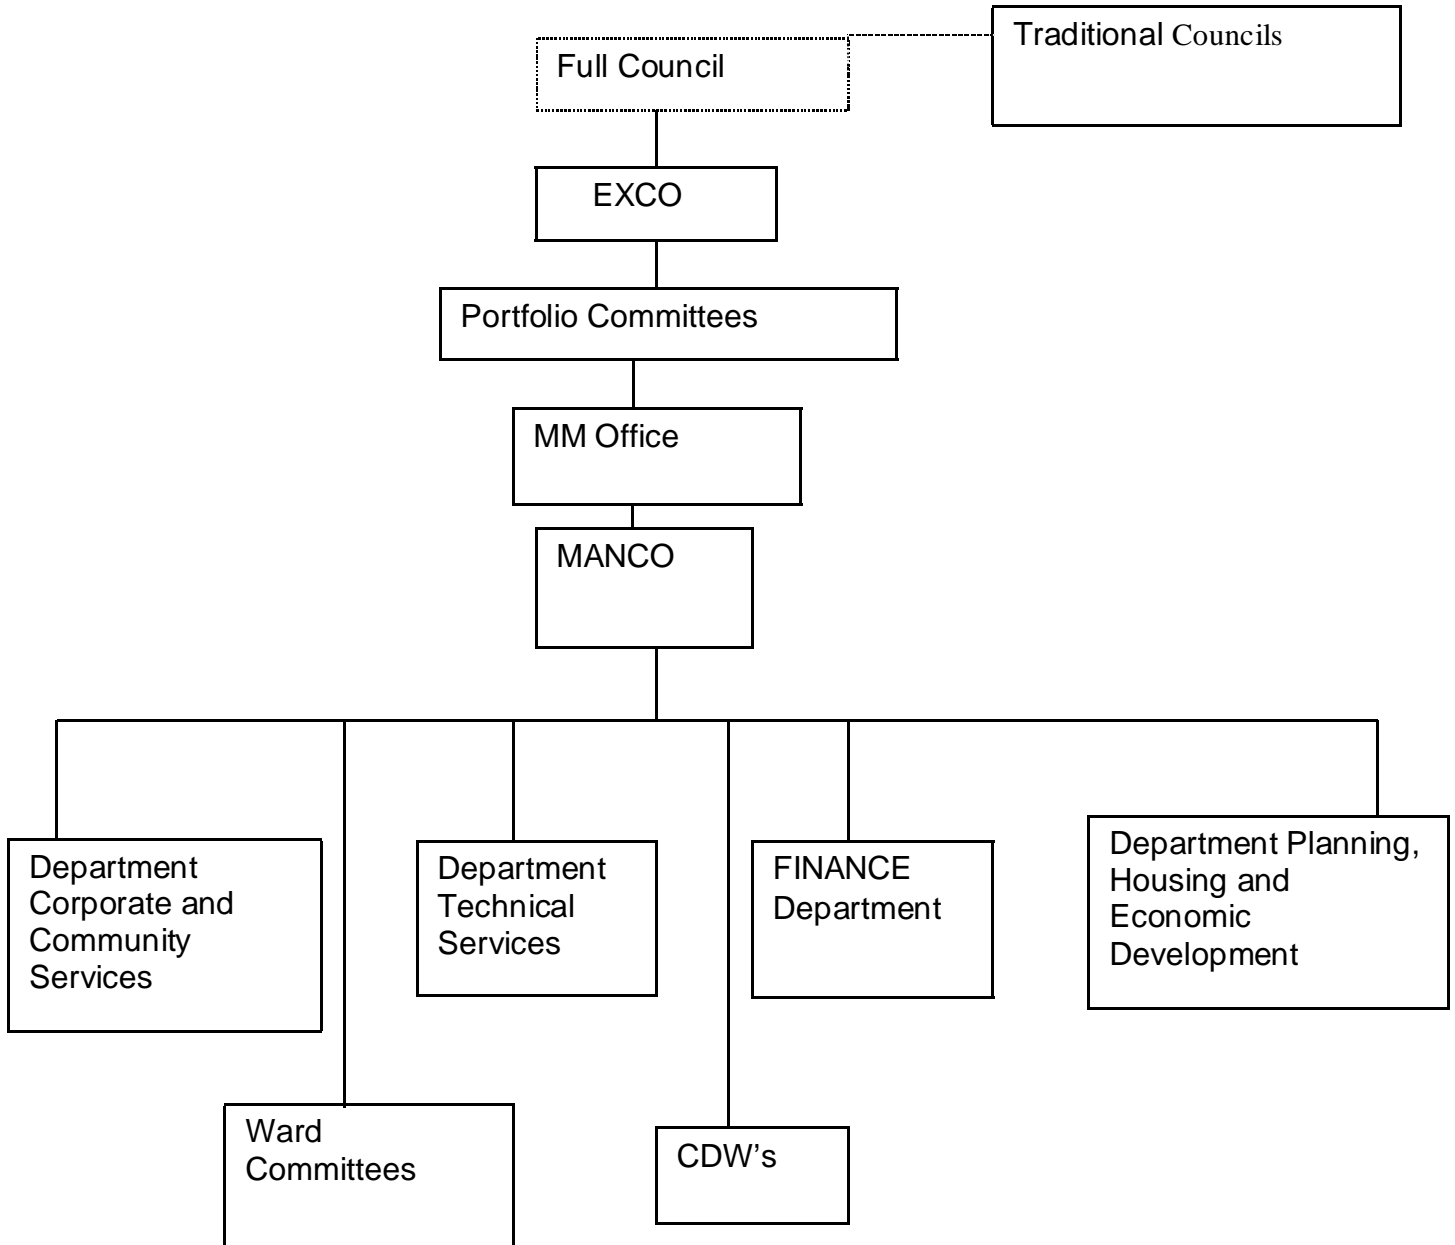 Traditional Councils
Full Council
EXCO
Portfolio Committees
MM Office
MANCO
Department
Corporate and
Community
Services
Department
Technical
Services
FINANCE
Department
Department Planning,
Housing and
Economic
Development
Ward
Committees
CDW’s